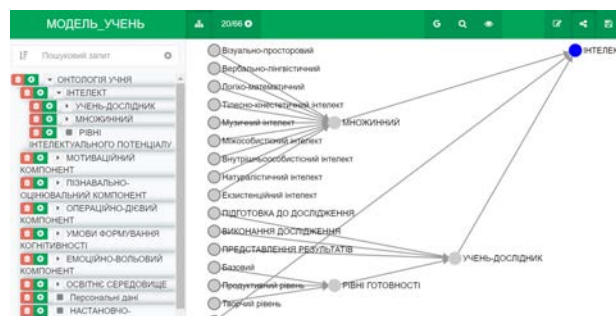 МОДЕЛЬ_УЧЕНЬ
20/66
G
Пошуковий запит
ОНТОЛОГІЯ УЧНЯ
ІНТЕЛЕКТ
УЧЕНЬ-ДОСЛІДНИК
МНОЖИННИЙ
РІВНІ
ІНТЕЛЕКТУАЛЬНОГО ПОТЕНЦІАЛУ
МОТИВАЦІЙНИЙ
КОМПОНЕНТ
ПІЗНАВАЛЬНО-
ОЦІНЮВАЛЬНИЙ КОМПОНЕНТ
ОПЕРАЦІЙНО-ДІЄВИЙ
КОМПОНЕНТ
УМОВИ ФОРМУВАННЯ
КОГНІТИВНОСТІ
ЕМОЦІЙНО-ВОЛЬОВИЙ
КОМПОНЕНТ
ОСВІТНЄ СЕРЕДОВИЩЕ
Персональні дані
НАСТАНОВЧО-
Візуально-просторовий
Вербально-лінгвістичний
Логіко-математичний
Тілесно-кінестетичний інтелект
Музичний інтелект
Міжособистісний інтелект
Внутрішньоособистісний інтелект
Натуралістичний інтелект
Екзистенційний інтелект
ПІДГОТОВКА ДО ДОСЛІДЖЕННЯ
ВИКОНАННЯ ДОСЛІДЖЕННЯ
ПРЕДСТАВЛЕННЯ РЕЗУЛЬТАТІВ
Базовий
Продуктивний рівень
Творчий рівень
МНОЖИННИЙ
РІВНІ ГОТОВНОСТІ
УЧЕНЬ-ДОСЛІДНИК
ІНТЕЛЕК